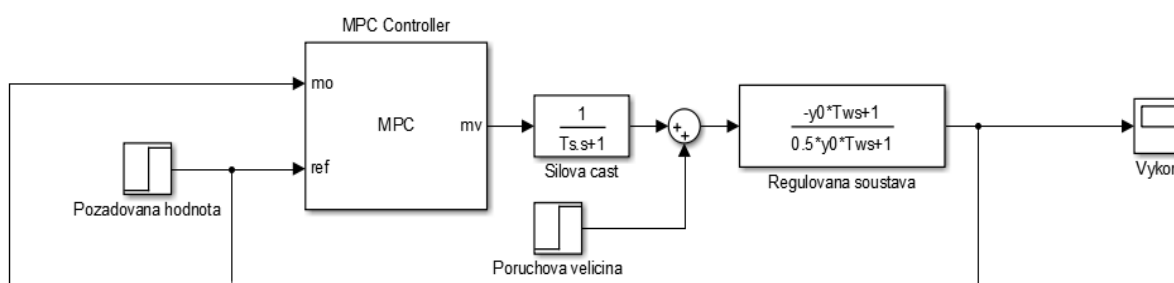 MPC Controller
mo
MPC
mv
ref
1
Ts.s+1
Silova cast
-y0*Tws+1
0.5*y0*Tws+1
Regulovana soustava
Pozadovana hodnota
Poruchova velicina